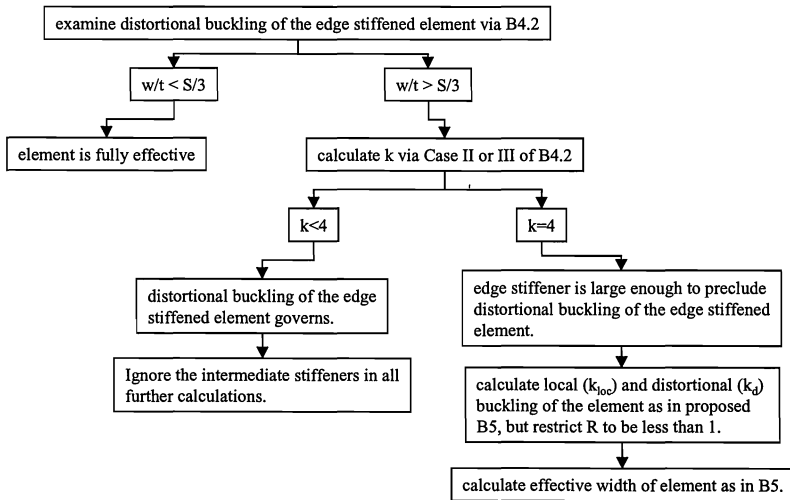 examine distortional buckling of the edge stiffened element via B4.2
w/t < S/3
w/t > S/3
element is fully effective
calculate k via Case II or III of B4.2
k<4
k=4
distortional buckling of the edge
stiffened element governs.
edge stiffener is large enough to preclude
distortional buckling of the edge stiffened
element.
Ignore the intermediate stiffeners in all
further calculations.
calculate local (kloc) and distortional (kd)
buckling of the element as in proposed
B5, but restrict R to be less than 1.
calculate effective width of element as in B5.